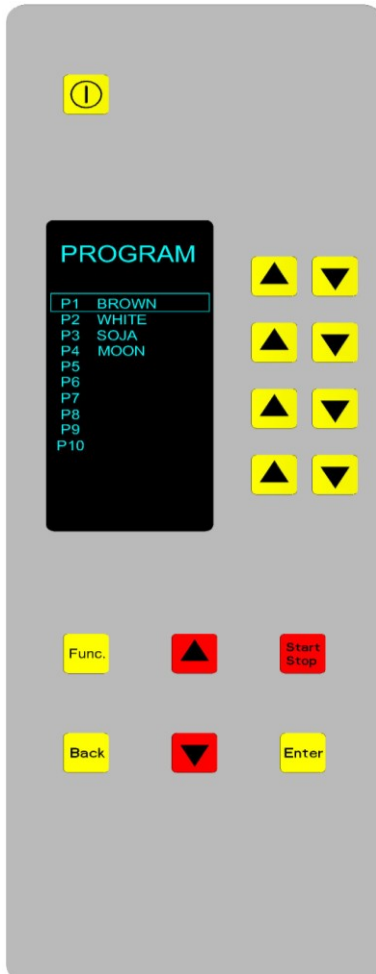 PROGRAM
P1 BROWN
P2 WHITE
P3 SOJA
P4 MOON
P5
P6
P7
P8
P9
P10
Func.
Start
Stop
Back
Enter